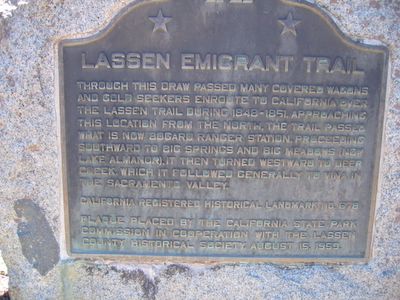 LASSEN EMIGRANT TRAIL
THROUGH THIS DRAW PASSED MANY COVERED WAGONS
AND GOLD SEEKERS ENROUTE TO CALIFORNIA OVER
THE LASSEN TRAIL DURING 1848-1851. APPROACHING
THIS LOCATION FROM THE NORTH, THE TRAIL PASSED
WHAT IS NOW BOGARD RANGER STATION. PROCEEDING
SOUTHWARD TO BIG SPRINGS AND BIG MEADOWS (NOW
LAKE ALMANOR), IT THEN TURNED WESTWARD TO DEER
CREEK WHICH IT FOLLOWED GENERALLY TO VINA IN
THE SACRAMENTO VALLEY.
CALIFORNIA REGISTERED HISTORICAL LANDMARK NO. 678
PLAQUE PLACED BY THE CALIFORNIA STATE PARK
COMMISSION IN COOPERATION WITH THE LASSEN
COUNTY HISTORICAL SOCIETY, AUGUST 15, 1959.